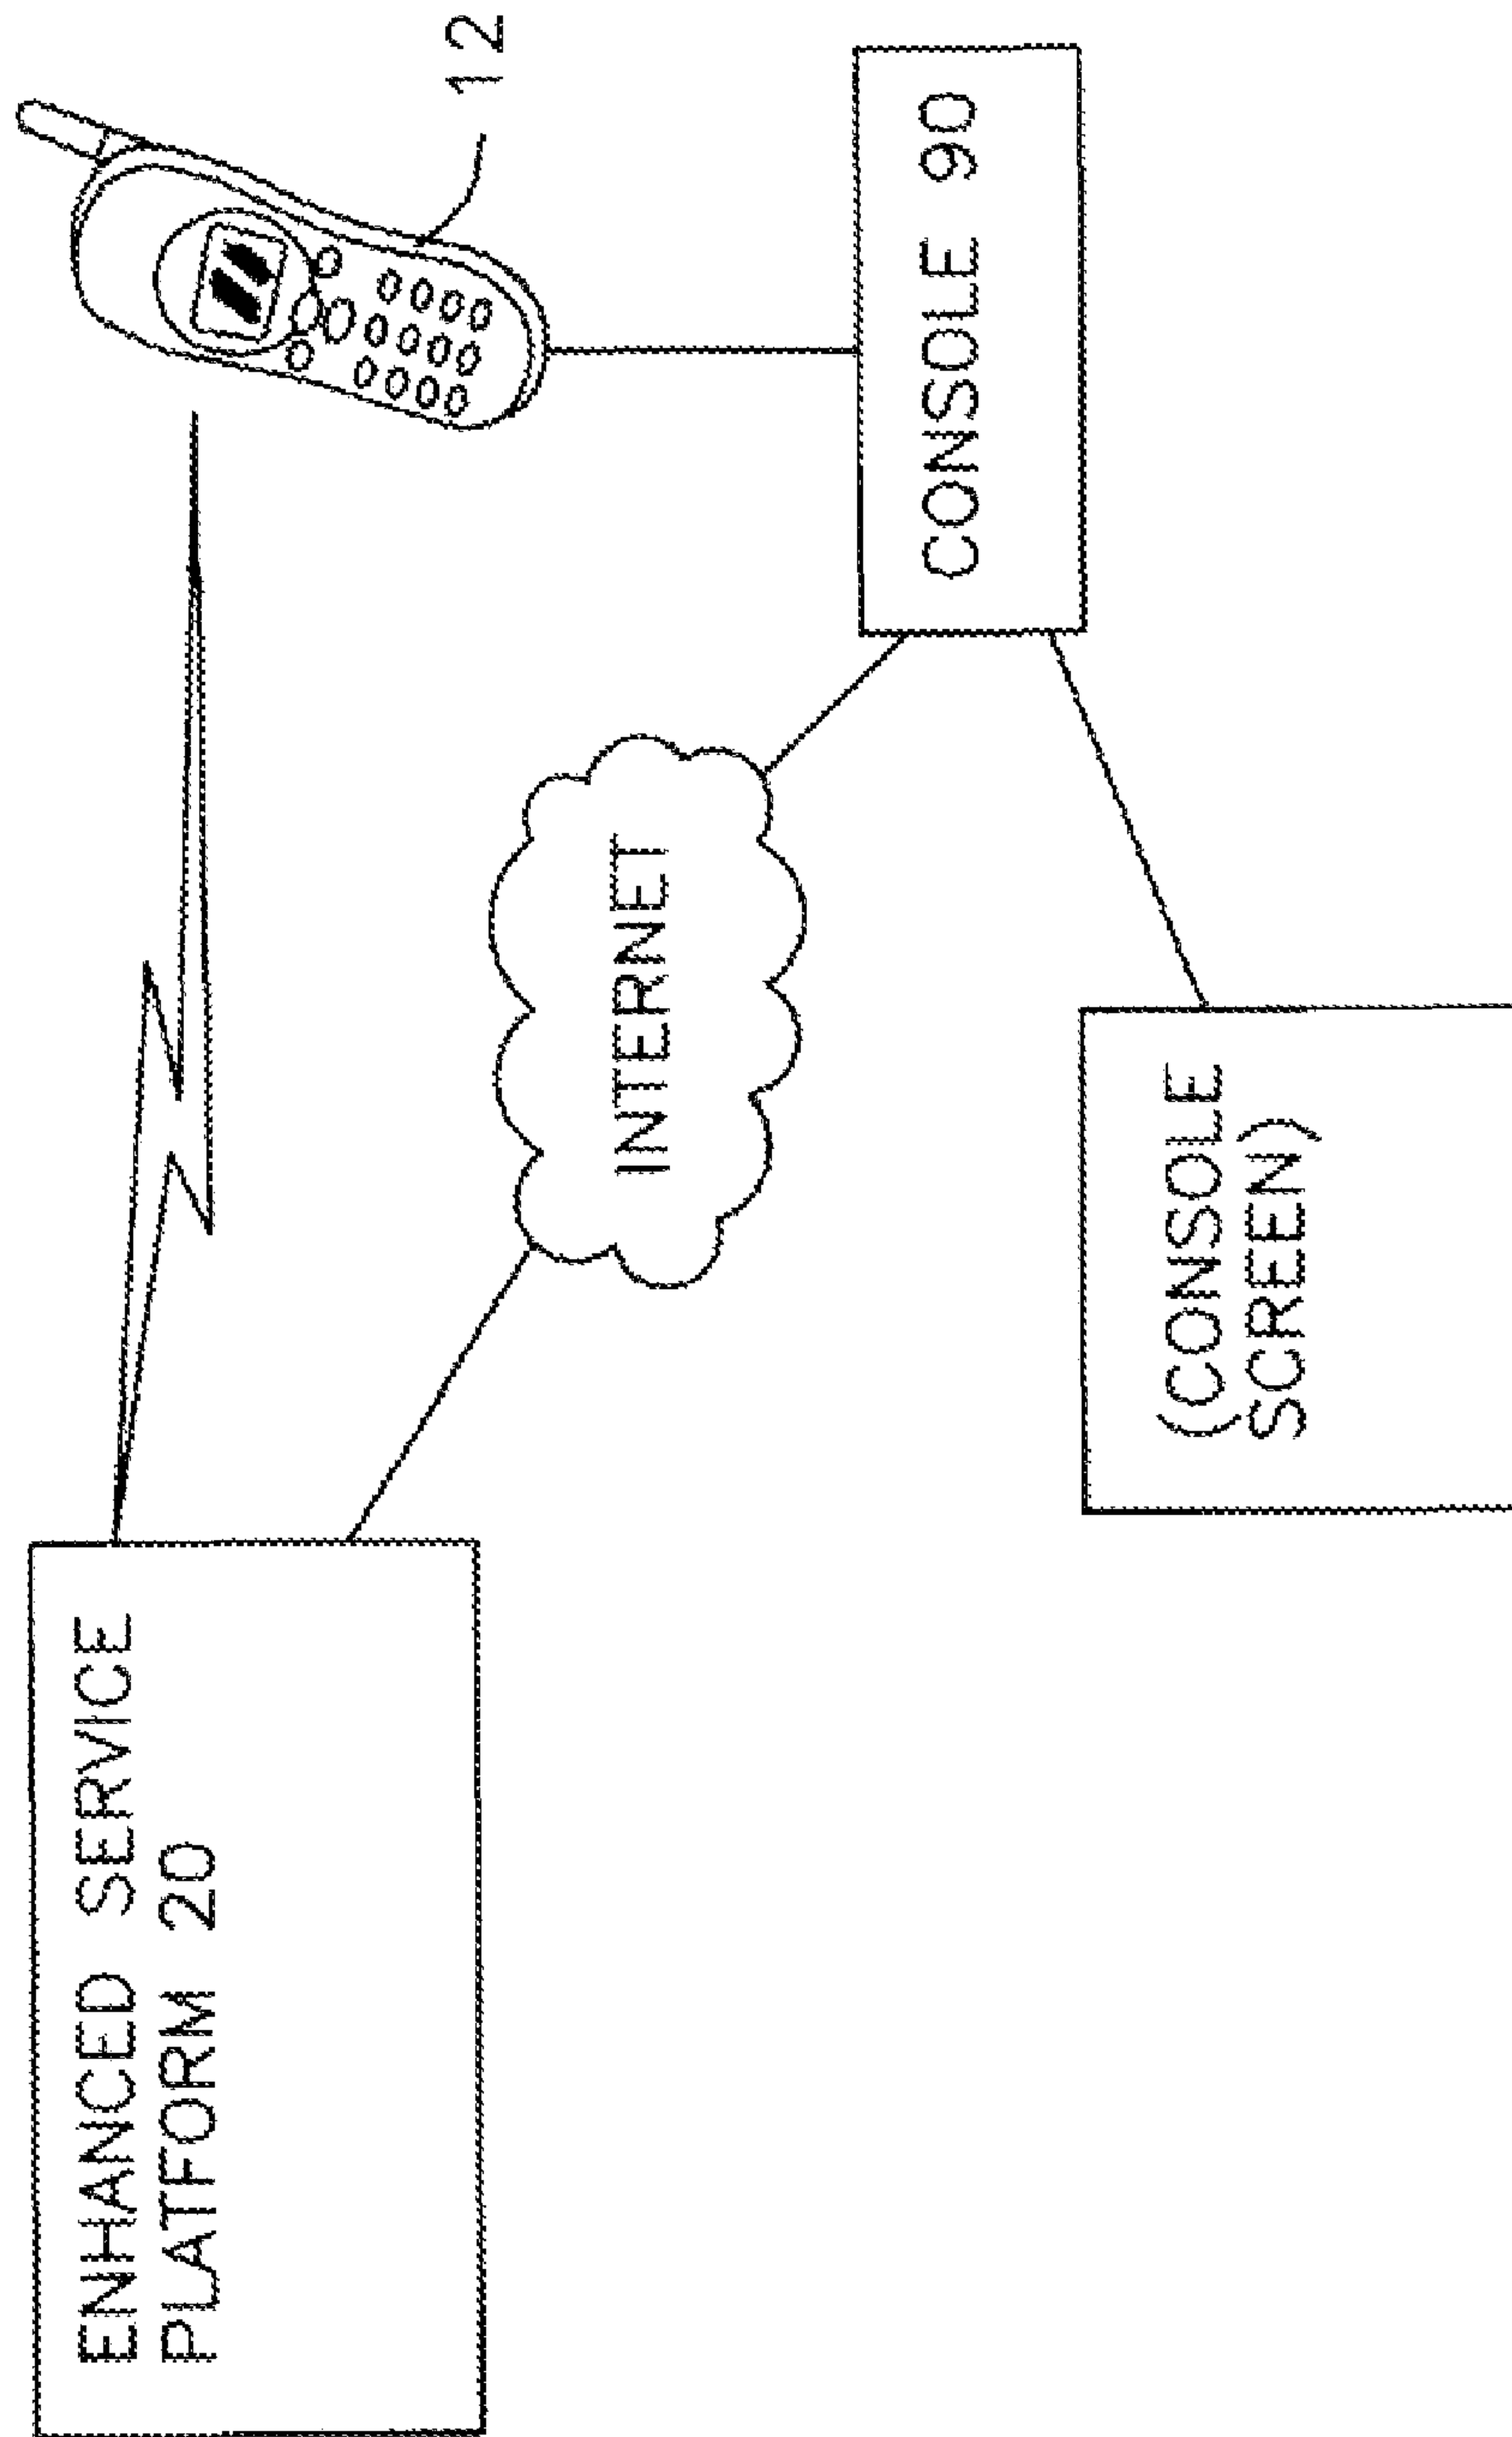 ENHANCED SERVICE
PLATFORM 20
12
INTERNET
CONSOLE 90
(CONSOLE
SCREEN)